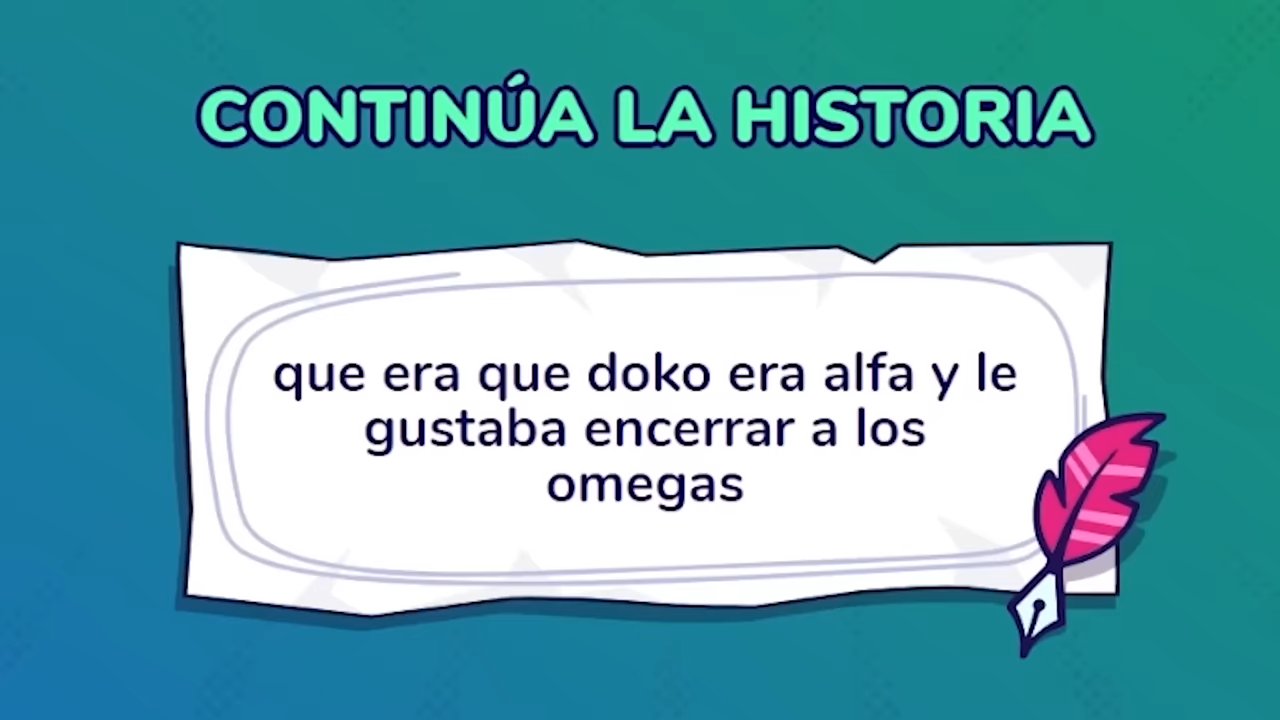 CONTINÚA LA HISTORIA
que era que doko era alfa y le
gustaba encerrar a los
omegas